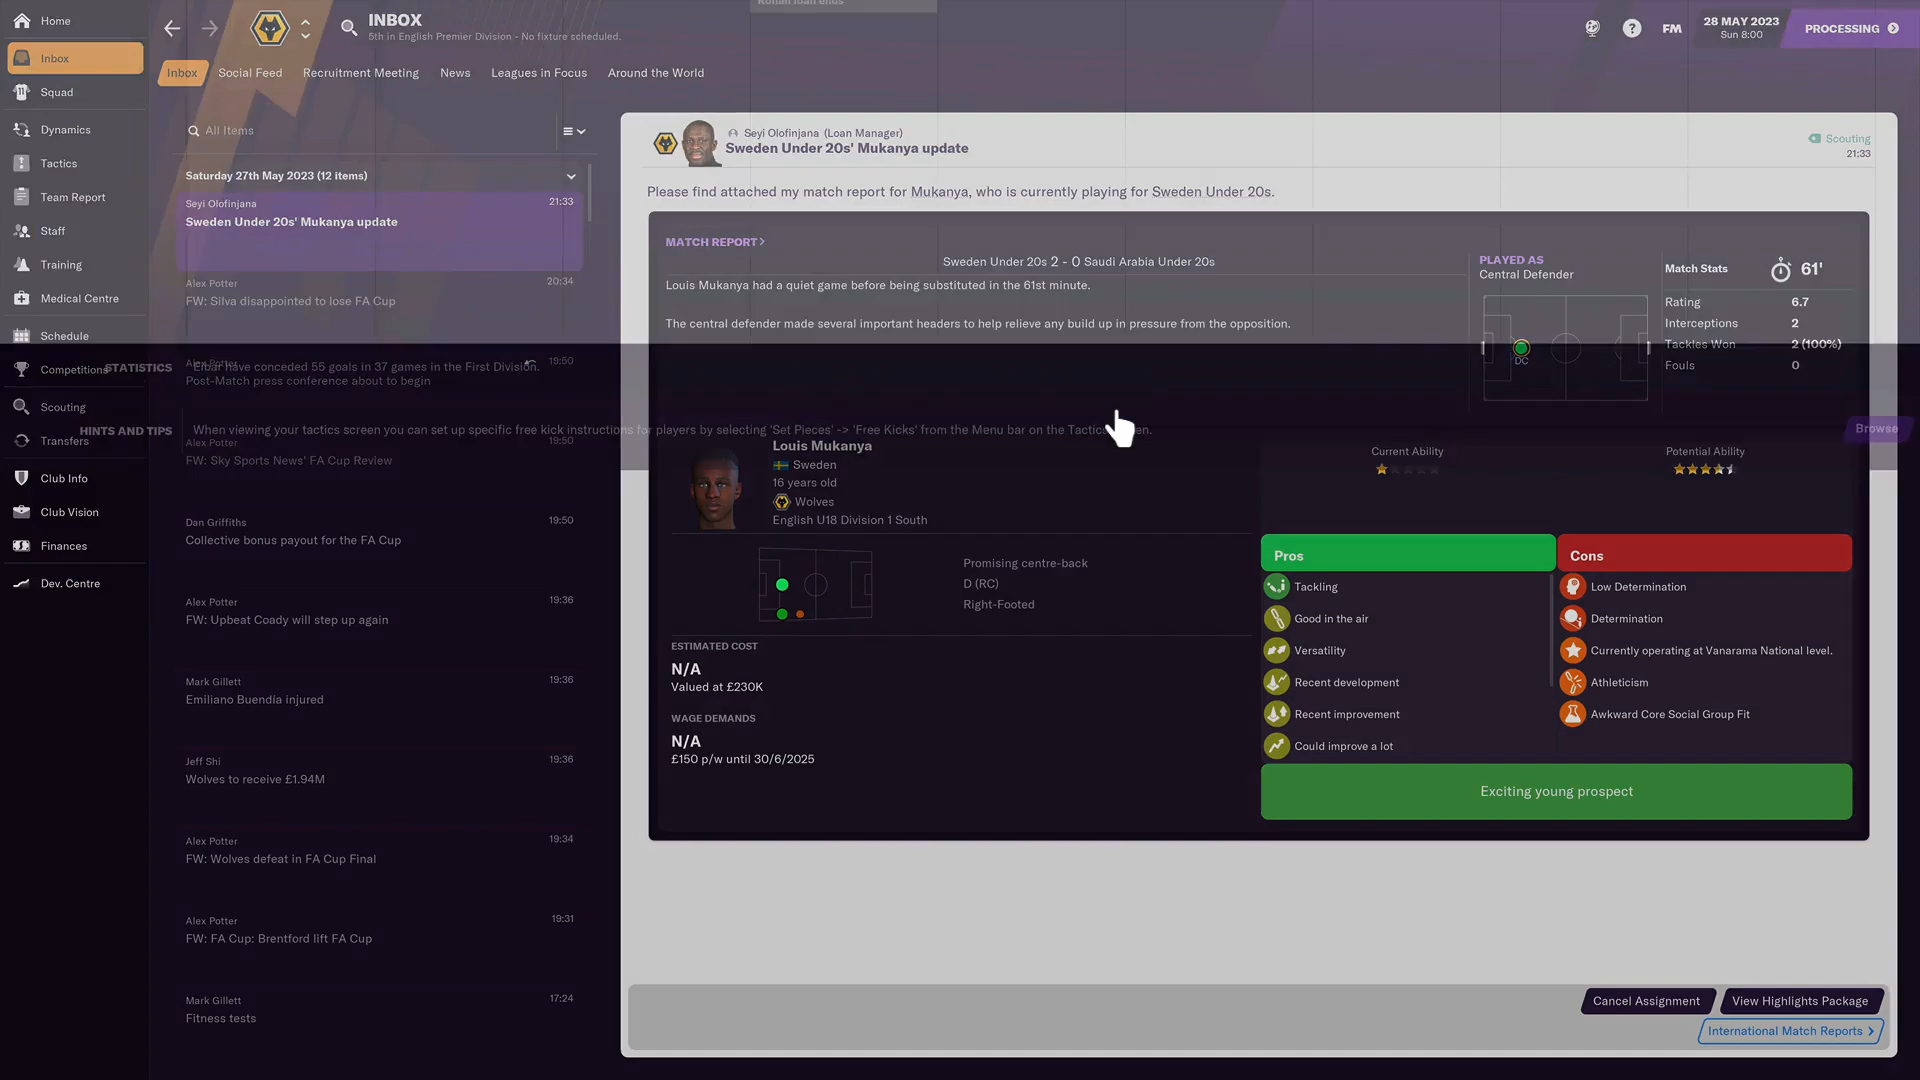 Home
Inbox
Squad
Dynamics
Tactics
Team Report
Staff
Training
Medical Centre
Schedule
Competitions
Scouting
Transfers
Club Info
Club Vision
Finances
Dev. Centre
INBOX
5th in English Premier Division - No fixture scheduled.
Ronan loan ends
FM
28 MAY 2023
Sun 8:00
PROCESSING
Inbox
Social Feed
Recruitment Meeting
News
Leagues in Focus
Around the World
All Items
Saturday 27th May 2023 (12 items)
Seyi Olofinjana
21:33
Sweden Under 20s' Mukanya update
Alex Potter
20:34
FW: Silva disappointed to lose FA Cup
Alex Potter
19:50
Post-Match press conference about to begin
STATISTICS
Eibar have conceded 55 goals in 37 games in the First Division.
HINTS AND TIPS
When viewing your tactics screen you can set up specific free kick instructions for players by selecting 'Set Pieces' -> 'Free Kicks' from the Menu bar on the Tactics
Browse
Alex Potter
19:50
FW: Sky Sports News' FA Cup Review
Dan Griffiths
19:50
Collective bonus payout for the FA Cup
Alex Potter
19:36
FW: Upbeat Coady will step up again
Mark Gillett
19:36
Emiliano Buendía injured
Jeff Shi
19:36
Wolves to receive £1.94M
Alex Potter
19:34
FW: Wolves defeat in FA Cup Final
Alex Potter
19:31
FW: FA Cup: Brentford lift FA Cup
Mark Gillett
17:24
Fitness tests
Seyi Olofinjana (Loan Manager)
Sweden Under 20s' Mukanya update
Scouting
21:33
Please find attached my match report for Mukanya, who is currently playing for Sweden Under 20s.
MATCH REPORT
Sweden Under 20s 2 - 0 Saudi Arabia Under 20s
Louis Mukanya had a quiet game before being substituted in the 61st minute.
The central defender made several important headers to help relieve any build up in pressure from the opposition.
PLAYED AS
Central Defender
DC
Match Stats
61'
Rating
6.7
Interceptions
2
Tackles Won
2 (100%)
Fouls
0
Louis Mukanya
Sweden
16 years old
Wolves
English U18 Division 1 South
Current Ability
Potential Ability
Promising centre-back
D (RC)
Right-Footed
ESTIMATED COST
N/A
Valued at £230K
WAGE DEMANDS
N/A
£150 p/w until 30/6/2025
Pros
Tackling
Good in the air
Versatility
Recent development
Recent improvement
Could improve a lot
Cons
Low Determination
Determination
Currently operating at Vanarama National level.
Athleticism
Awkward Core Social Group Fit
Exciting young prospect
Cancel Assignment
View Highlights Package
International Match Reports